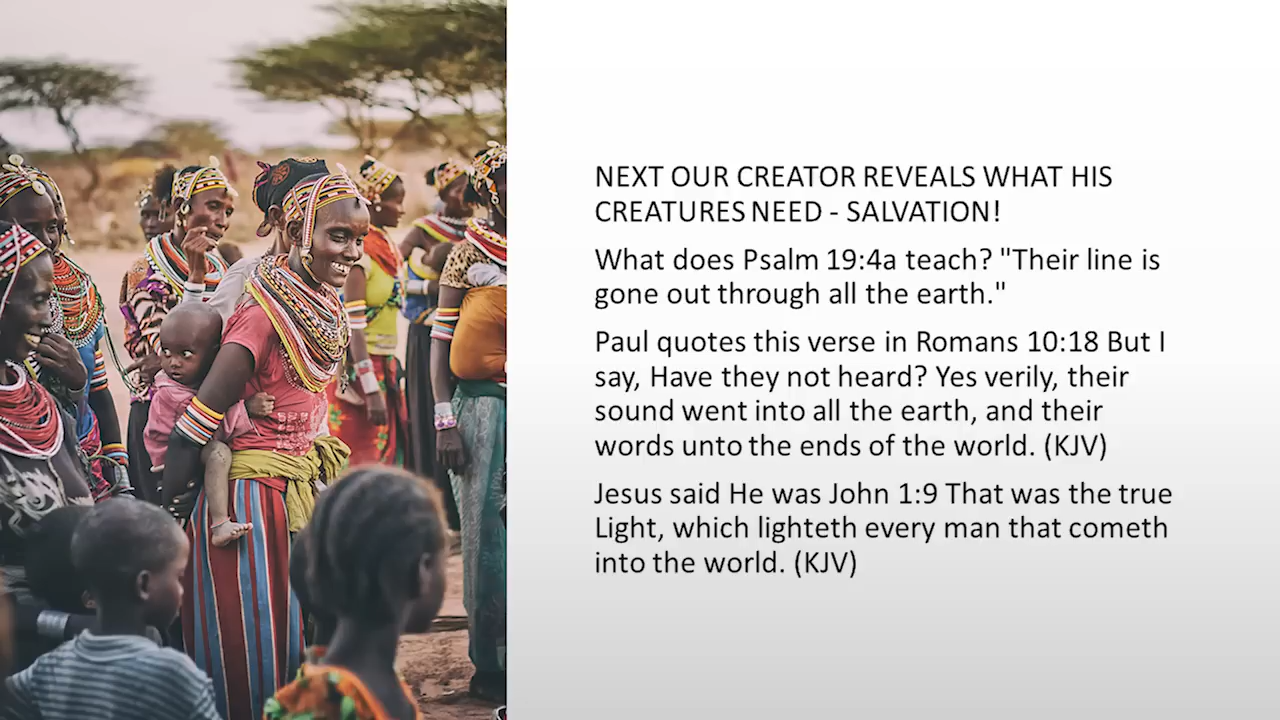 NEXT OUR CREATOR REVEALS WHAT HIS
CREATURES NEED - SALVATION!
What does Psalm 19:4a teach? "Their line is
gone out through all the earth."
Paul quotes this verse in Romans 10:18 But I
say, Have they not heard? Yes verily, their
sound went into all the earth, and their
words unto the ends of the world. (KJV)
Jesus said He was John 1:9 That was the true
Light, which lighteth every man that cometh
into the world. (KJV)